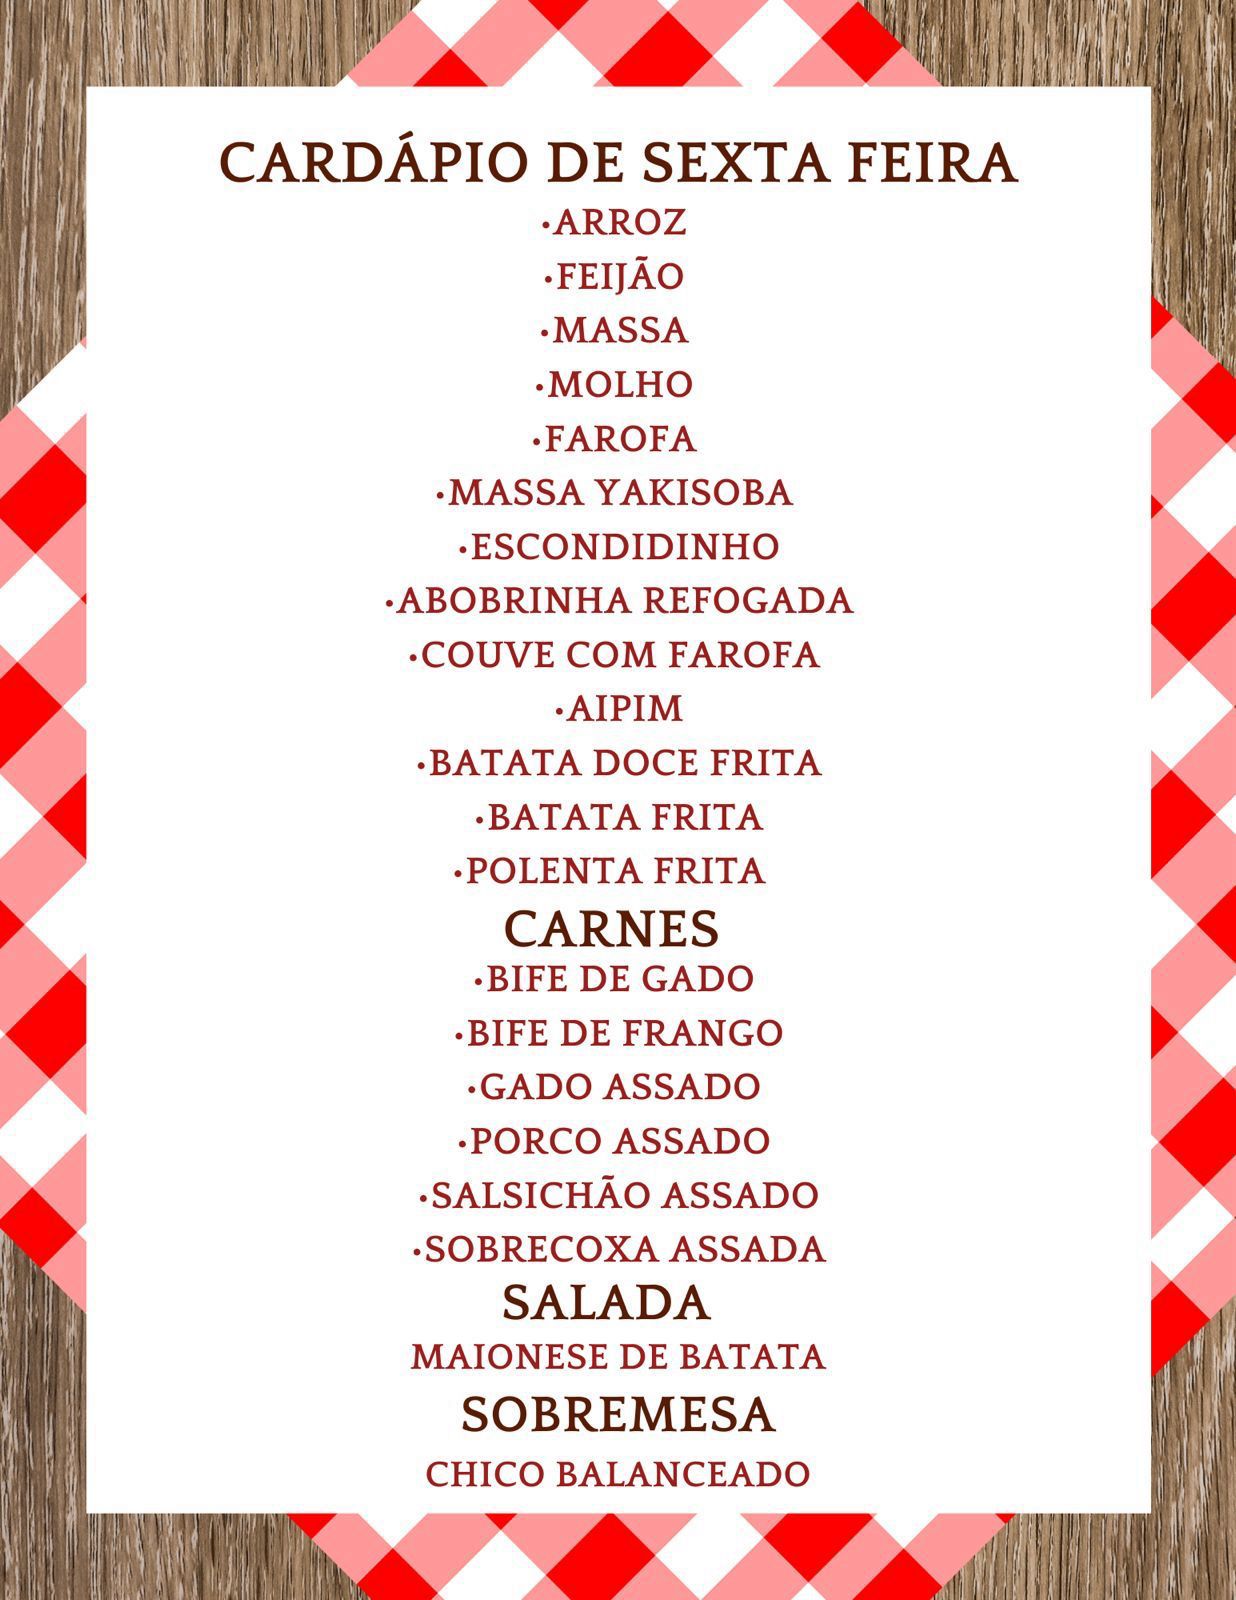 CARDÁPIO DE SEXTA FEIRA
•ARROZ
•FEIJÃO
•MASSA
•MOLHO
•FAROFA
•MASSA YAKISOBA
•ESCONDIDINHO
•ABOBRINHA REFOGADA
•COUVE COM FAROFA
•AIPIM
•BATATA DOCE FRITA
•BATATA FRITA
•POLENTA FRITA
CARNES
•BIFE DE GADO
•BIFE DE FRANGO
•GADO ASSADO
•PORCO ASSADO
•SALSICHÃO ASSADO
•SOBRECOXA ASSADA
SALADA
MAIONESE DE BATATA
SOBREMESA
CHICO BALANCEADO